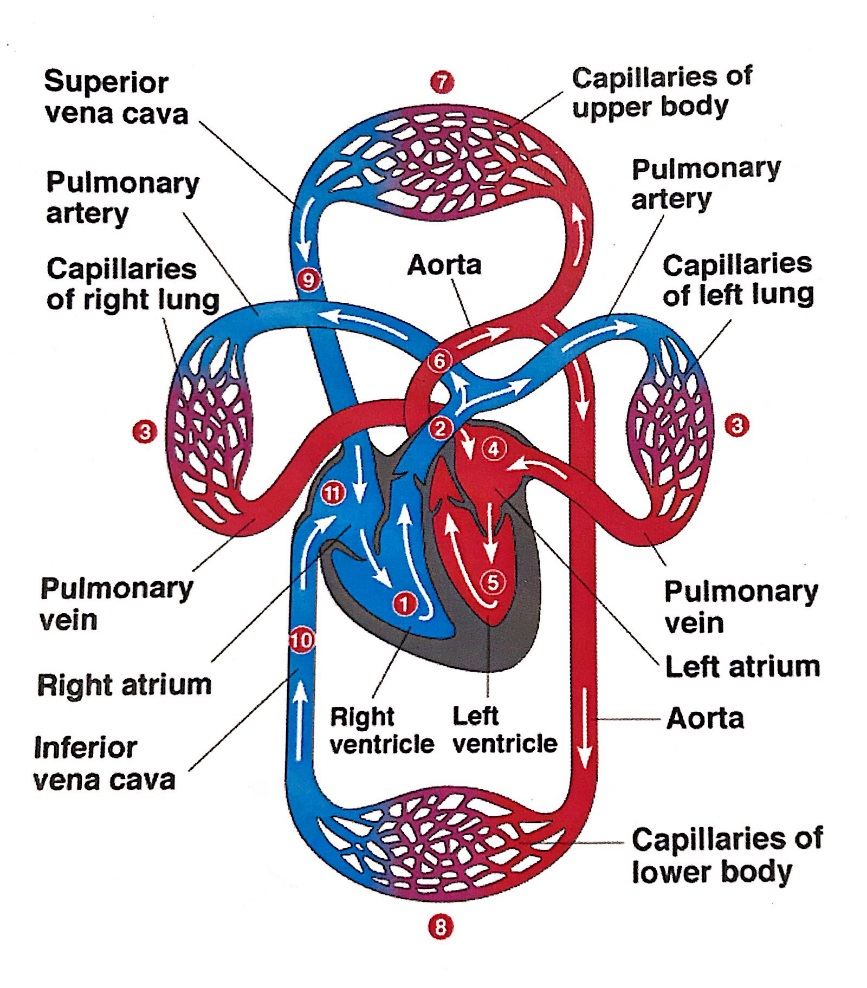 7
Superior
vena cava
Capillaries of
upper body
Pulmonary
artery
Pulmonary
artery
Capillaries
of right lung
Aorta
Capillaries
of left lung
9
6
3
2
4
3
11
5
1
Pulmonary
vein
Pulmonary
vein
10
Right atrium
Left atrium
Right
ventricle
Left
ventricle
Aorta
Inferior
vena cava
Capillaries of
lower body
8